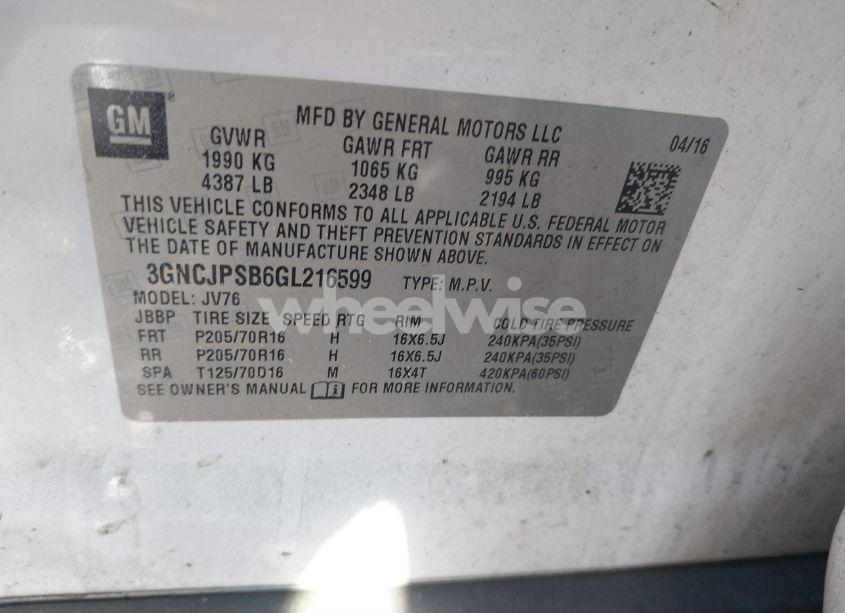 GM
MFD BY GENERAL MOTORS LLC
04/16
GVWR GAWR FRT GAWR RR
1990 KG 1065 KG 995 KG
4387 LB 2348 LB 2194 LB
THIS VEHICLE CONFORMS TO ALL APPLICABLE U.S. FEDERAL MOTOR
VEHICLE SAFETY AND THEFT PREVENTION STANDARDS IN EFFECT ON
THE DATE OF MANUFACTURE SHOWN ABOVE.
3GNCJPSB6GL216599 TYPE: M.P.V.
MODEL: JV76
wheelwise
JBBP TIRE SIZE SPEED RTG RIM COLD TIRE PRESSURE
FRT P205/70R16 H 16X6.5J 240KPA(35PSI)
RR P205/70R16 H 16X6.5J 240KPA(35PSI)
SPA T125/70D16 M 16X4T 420KPA(60PSI)
SEE OWNER'S MANUAL FOR MORE INFORMATION.